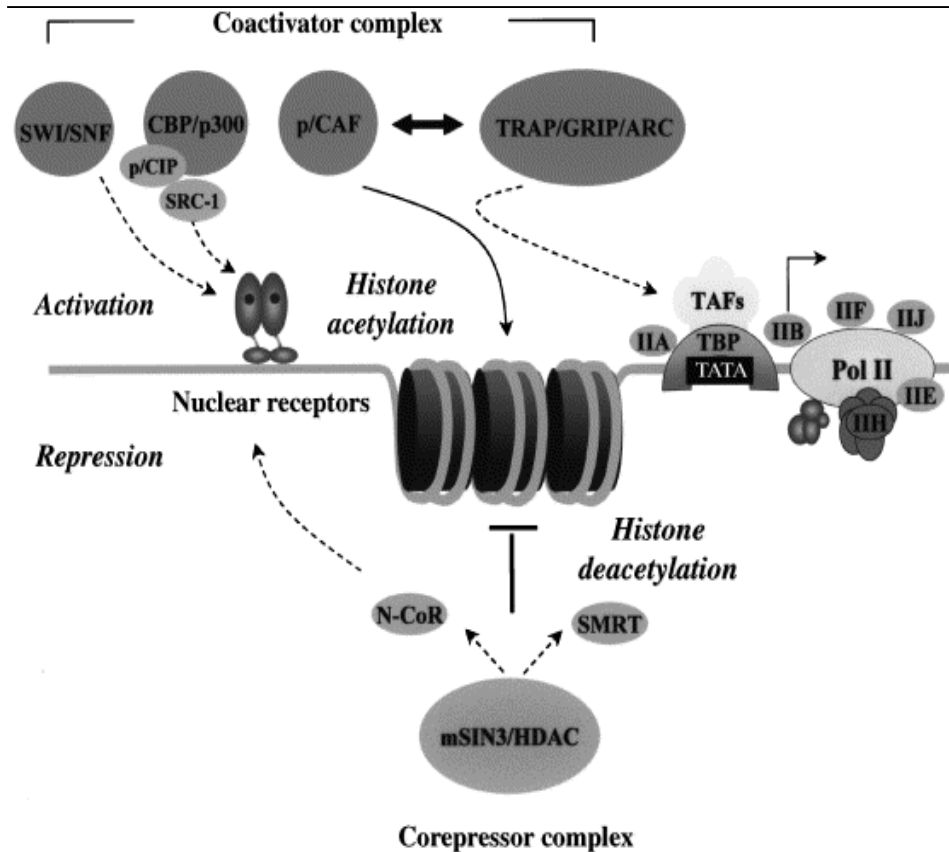 Coactivator complex
SWI/SNF
CBP/p300
p/CAF
TRAP/GRIP/ARC
p/CIP
SRC-1
Activation
Histone
acetylation
TAFs
IIA
TBP
IIB
IIF
IIJ
TATA
Pol II
IIE
IIH
Nuclear receptors
Repression
Histone
deacetylation
N-CoR
SMRT
mSIN3/HDAC
Corepressor complex